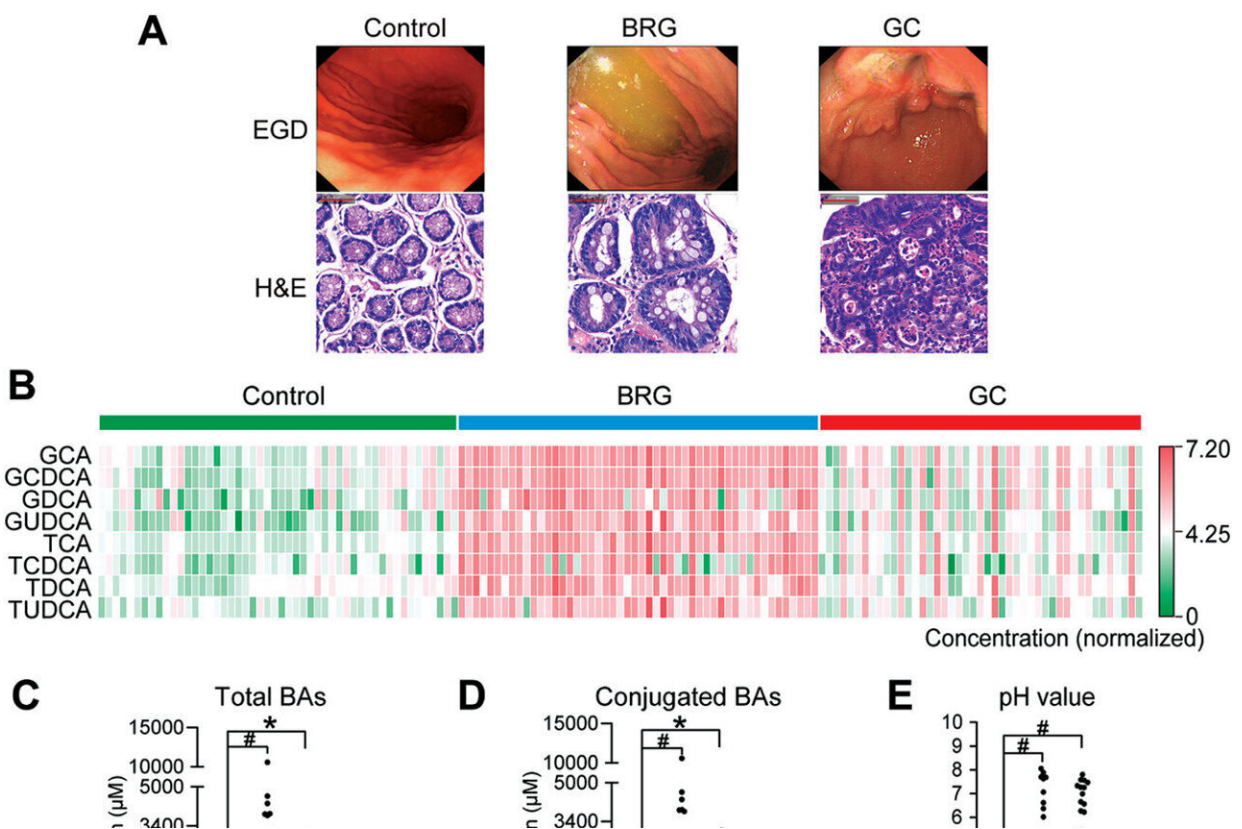 A
Control
BRG
GC
EGD
H&E
B
Control
BRG
GC
GCA
GCDCA
GDCA
GUDCA
TCA
TCDCA
TDCA
TUDCA
7.20
4.25
0
Concentration (normalized)
C
Total BAs
15000
10000
5000
3400
n (µM)
*
#
D
Conjugated BAs
15000
10000
5000
3400
n (µM)
*
#
E
pH value
10
9
8
7
6
#
#